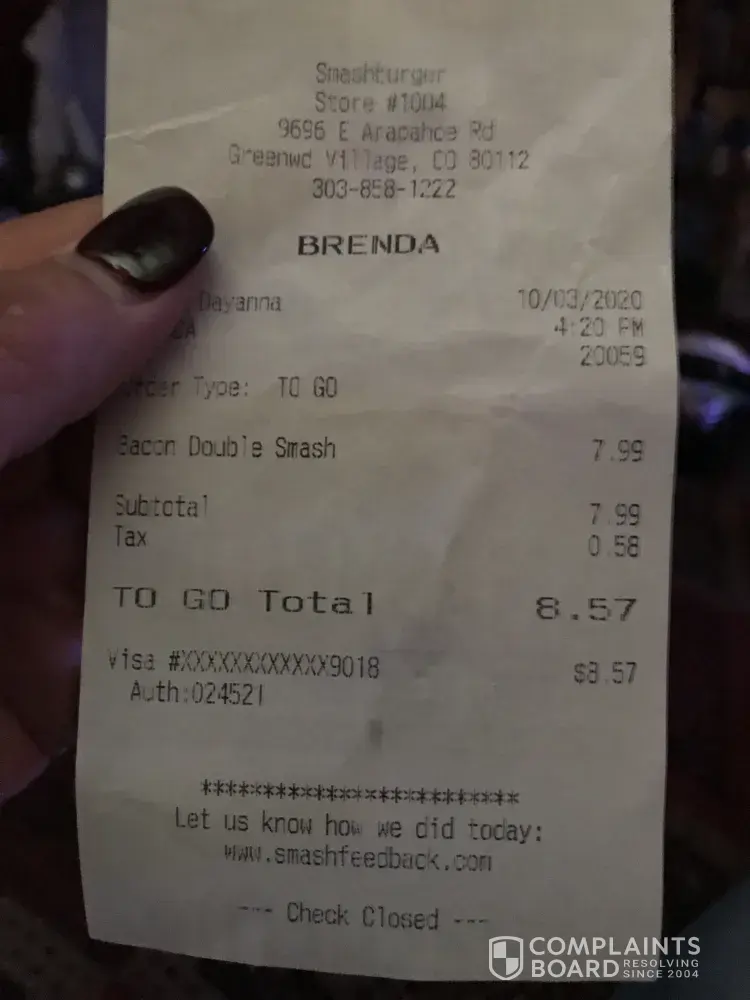 Smashburger
Store #1004
9696 E Arapahoe Rd
Greenwd Village, CO 80112
303-858-1222
BRENDA
Dayanna 10/03/2020
DA 4:20 PM
20059
Order Type: TO GO
Bacon Double Smash 7.99
Subtotal 7.99
Tax 0.58
TO GO Total 8.57
Visa #XXXXXXXXXXXX9018 $8.57
Auth:024521
**************************
Let us know how we did today:
www.smashfeedback.com
--- Check Closed ---
COMPLAINTS
BOARD RESOLVING
SINCE 2004